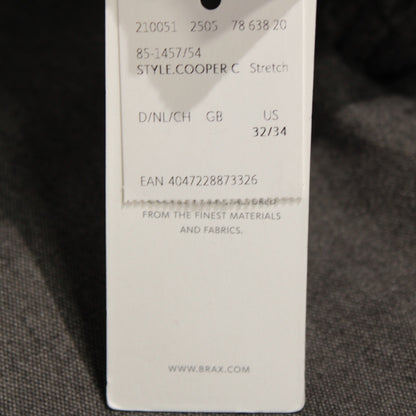 210051 2505 78 638 20
85-1457/54
STYLE.COOPER C Stretch
D/NL/CH GB US
32/34
EAN 4047228873326
FROM THE FINEST MATERIALS
AND FABRICS.
WWW.BRAX.COM